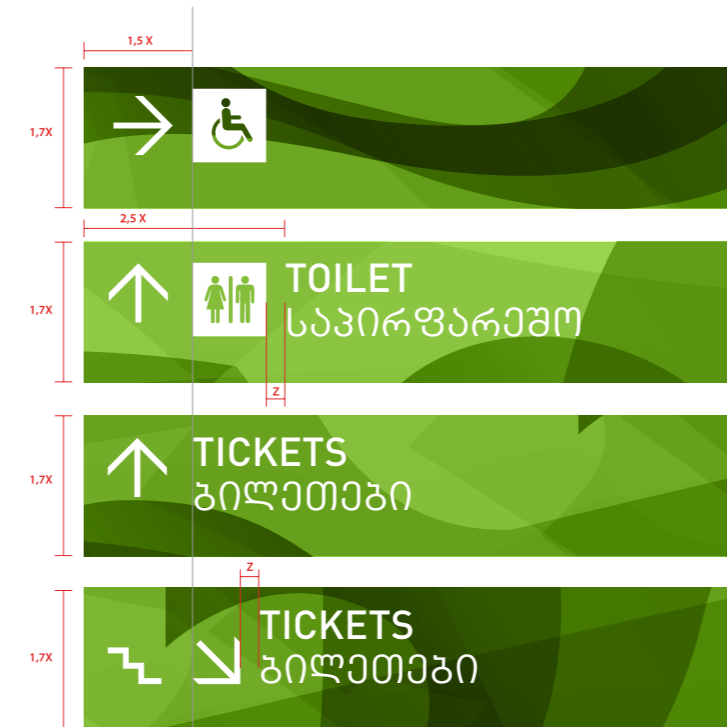 1,5 X
1,7X
2,5 X
1,7X
TOILET
საპირფარეშო
Z
1,7X
TICKETS
ბილეთები
Z
1,7X
TICKETS
ბილეთები